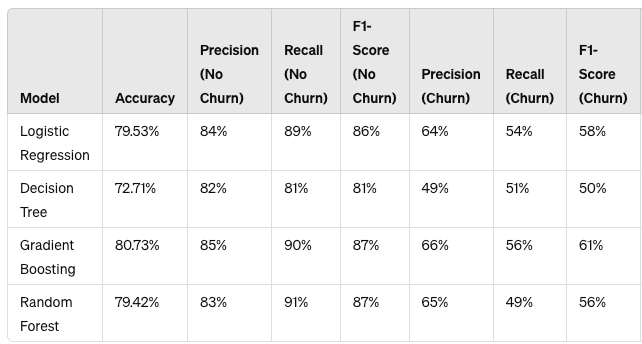 Model Accuracy Precision (No Churn) Recall (No Churn) F1-Score (No Churn) Precision (Churn) Recall (Churn) F1-Score (Churn)
Logistic Regression 79.53% 84% 89% 86% 64% 54% 58%
Decision Tree 72.71% 82% 81% 81% 49% 51% 50%
Gradient Boosting 80.73% 85% 90% 87% 66% 56% 61%
Random Forest 79.42% 83% 91% 87% 65% 49% 56%